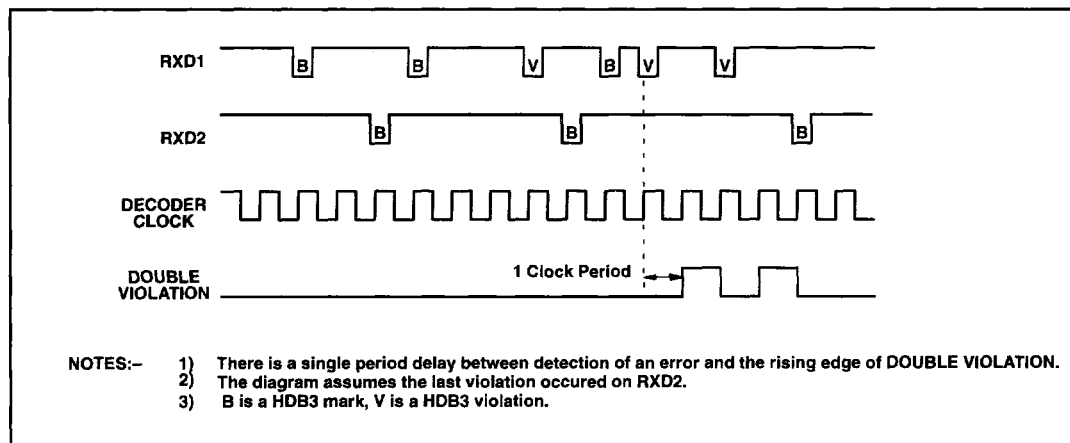 RXD1
B B V B V V
RXD2
B B B
DECODER
CLOCK
1 Clock Period
DOUBLE
VIOLATION
NOTES:– 1) There is a single period delay between detection of an error and the rising edge of DOUBLE VIOLATION.
2) The diagram assumes the last violation occured on RXD2.
3) B is a HDB3 mark, V is a HDB3 violation.